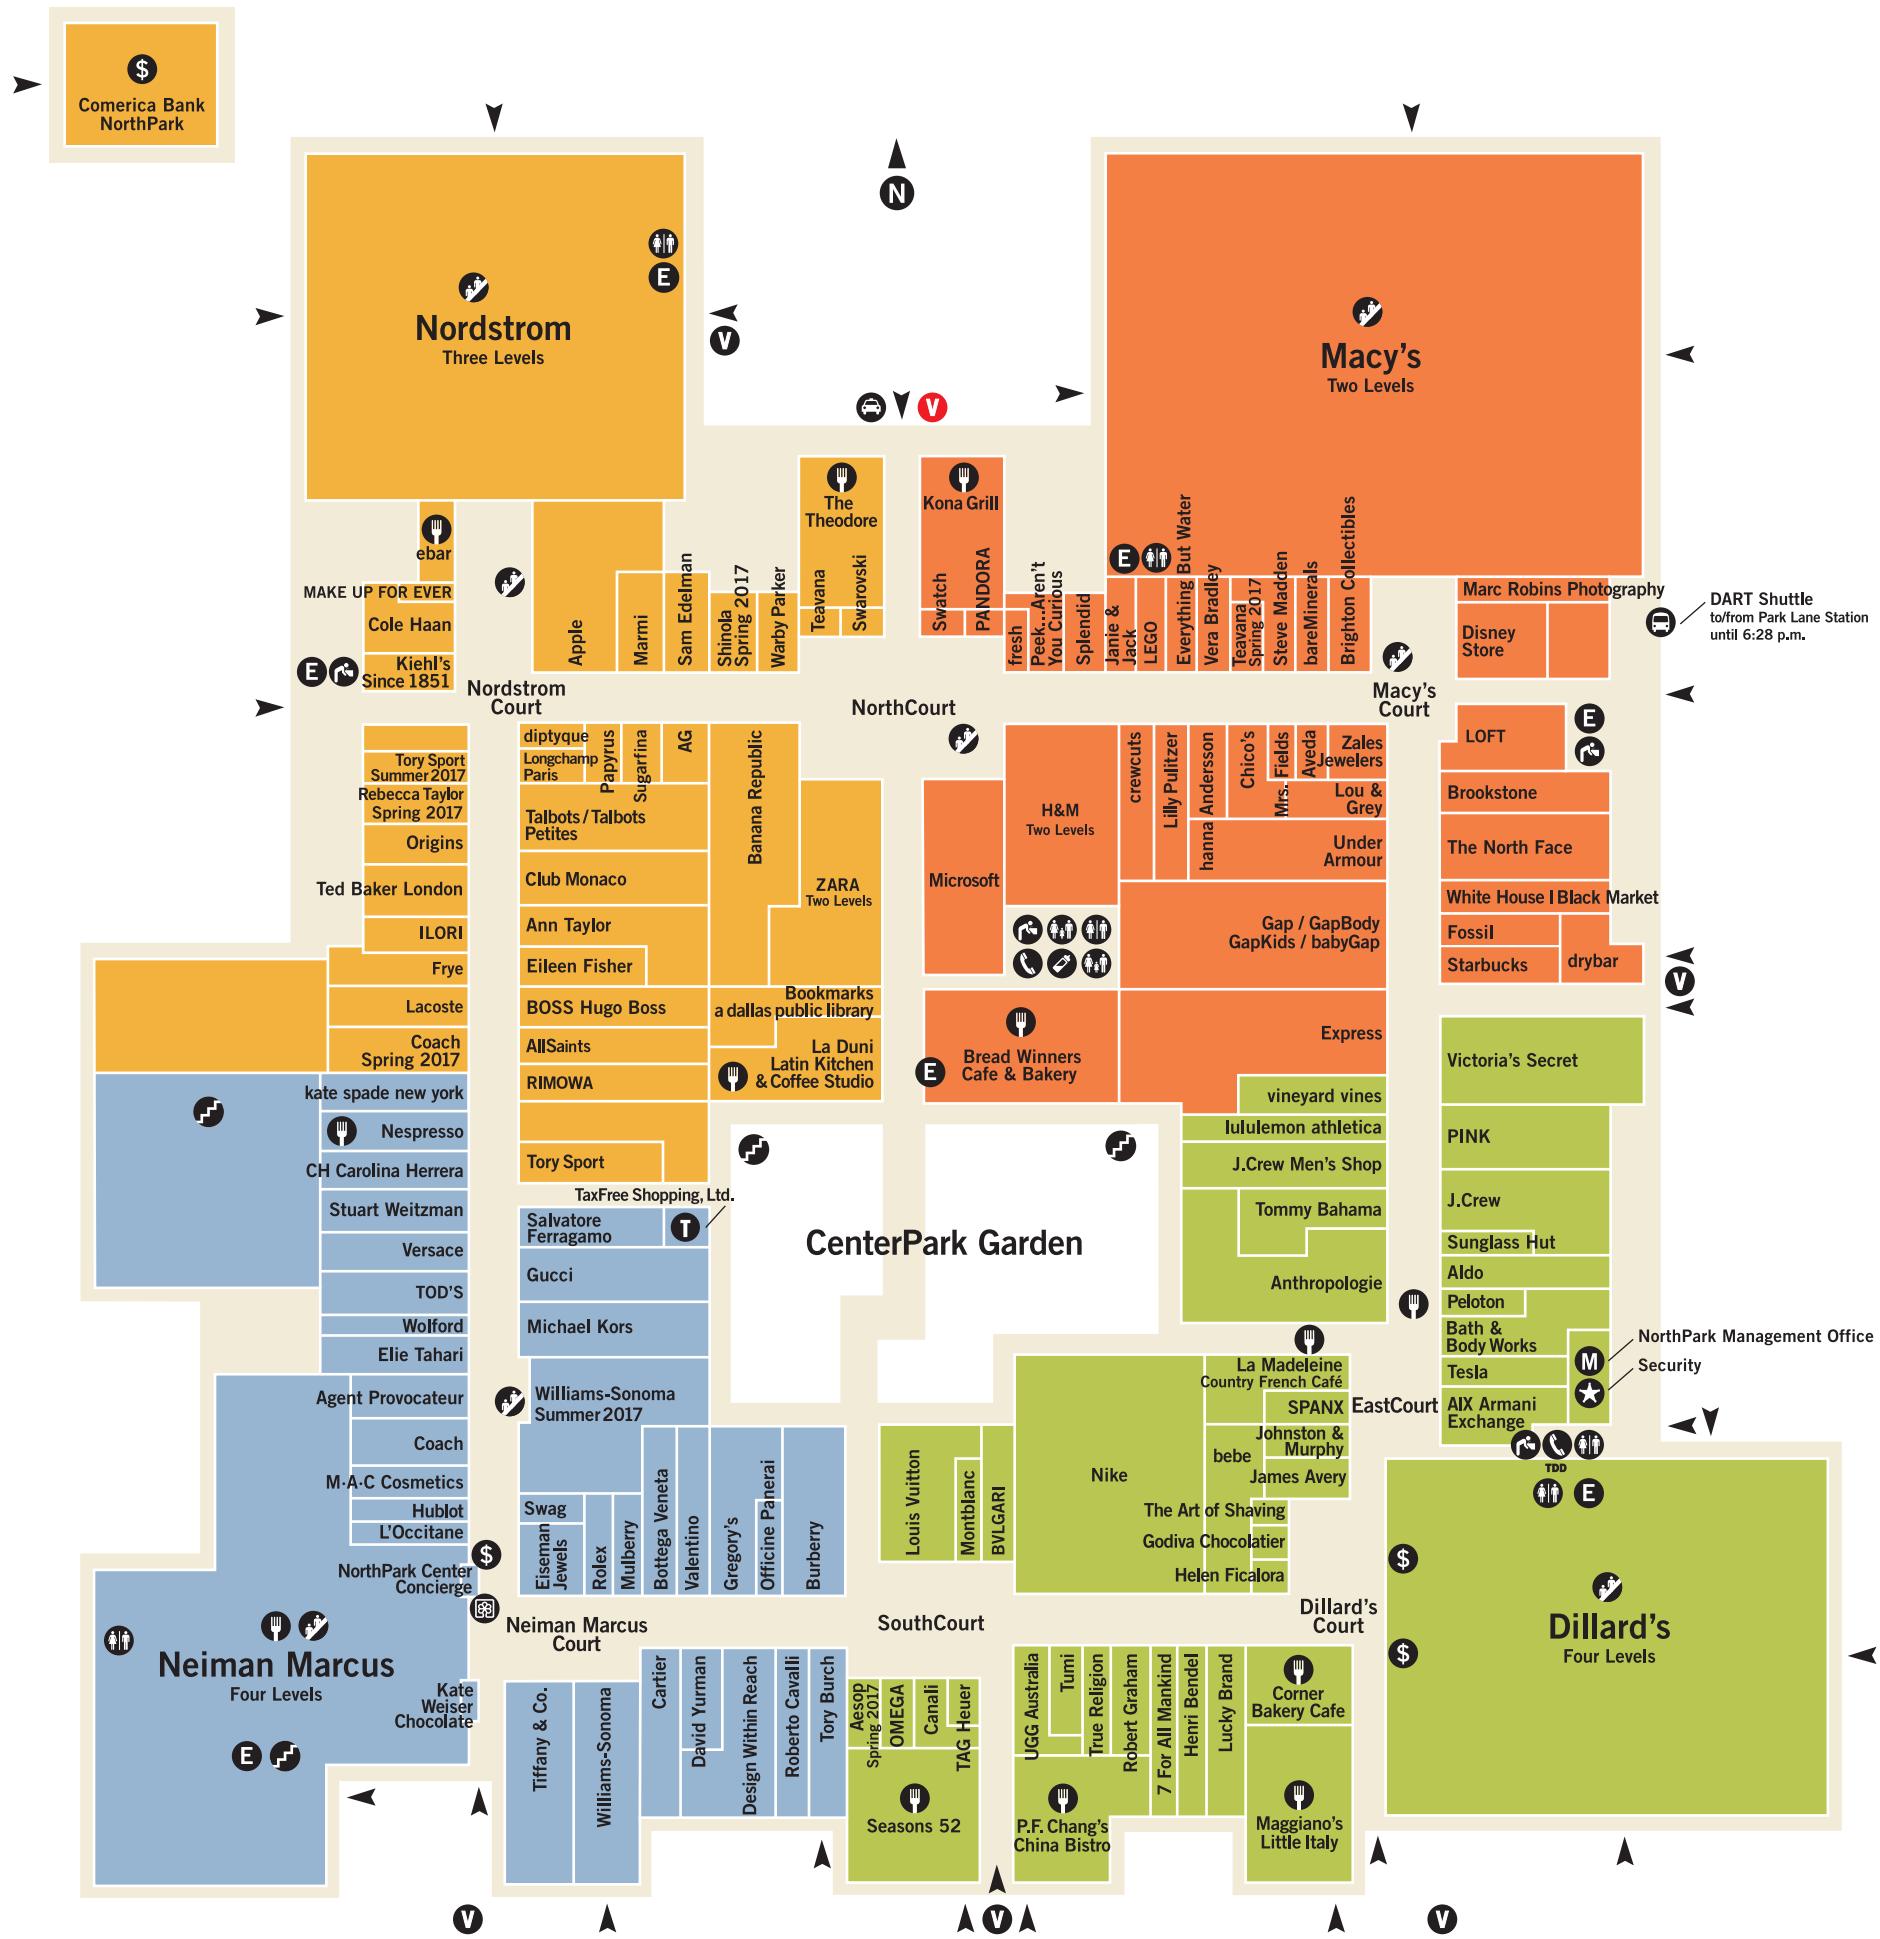 $
Comerica Bank
NorthPark
N
E
Nordstrom
Three Levels
V
V
Macy's
Two Levels
ebar
MAKE UP FOR EVER
Cole Haan
E
Kiehl's
Since 1851
Apple
Marmi
Sam Edelman
Shinola
Spring 2017
Warby Parker
The
Theodore
Teavana
Swarovski
Kona Grill
Swatch
PANDORA
fresh
Peek...Aren't
You Curious
Splendid
E
Janie &
Jack
LEGO
Everything But Water
Vera Bradley
Teavana
Spring 2017
Steve Madden
bareMinerals
Brighton Collectibles
Marc Robins Photography
Disney
Store
DART Shuttle
to/from Park Lane Station
until 6:28 p.m.
Nordstrom
Court
NorthCourt
Macy's
Court
Tory Sport
Summer 2017
Rebecca Taylor
Spring 2017
Origins
Ted Baker London
ILORI
Frye
Lacoste
Coach
Spring 2017
diptyque
Longchamp
Paris
Papyrus
Sugarfina
AG
Talbots / Talbots
Petites
Club Monaco
Ann Taylor
Eileen Fisher
BOSS Hugo Boss
AllSaints
RIMOWA
Tory Sport
Banana Republic
ZARA
Two Levels
Bookmarks
a dallas public library
La Duni
Latin Kitchen
& Coffee Studio
Microsoft
H&M
Two Levels
crewcuts
Lilly Pulitzer
hanna Andersson
Chico's
Mrs. Fields
Aveda
Zales
Jewelers
Lou &
Grey
Under
Armour
Gap / GapBody
GapKids / babyGap
Express
E
Bread Winners
Cafe & Bakery
LOFT
E
Brookstone
The North Face
White House | Black Market
Fossil
Starbucks
drybar
V
kate spade new york
Nespresso
CH Carolina Herrera
Stuart Weitzman
Versace
TOD'S
Wolford
Elie Tahari
Agent Provocateur
Coach
M·A·C Cosmetics
Hublot
L'Occitane
NorthPark Center
Concierge
$
TaxFree Shopping, Ltd.
Salvatore
Ferragamo
T
Gucci
Michael Kors
Williams-Sonoma
Summer 2017
Swag
Eiseman
Jewels
Rolex
Mulberry
Bottega Veneta
Valentino
Gregory's
Officine Panerai
Burberry
CenterPark Garden
vineyard vines
lululemon athletica
J.Crew Men's Shop
Tommy Bahama
Anthropologie
Victoria's Secret
PINK
J.Crew
Sunglass Hut
Aldo
Peloton
Bath &
Body Works
Tesla
A|X Armani
Exchange
M
NorthPark Management Office
Security
TDD
E
La Madeleine
Country French Café
SPANX
EastCourt
Johnston &
Murphy
bebe
James Avery
The Art of Shaving
Godiva Chocolatier
Helen Ficalora
Nike
Louis Vuitton
Montblanc
BVLGARI
$
$
Dillard's
Four Levels
Neiman Marcus
Four Levels
E
Kate
Weiser
Chocolate
Neiman Marcus
Court
SouthCourt
Dillard's
Court
Tiffany & Co.
Williams-Sonoma
Cartier
David Yurman
Design Within Reach
Roberto Cavalli
Tory Burch
Aesop
Spring 2017
OMEGA
Canali
TAG Heuer
Seasons 52
UGG Australia
Tumi
True Religion
Robert Graham
7 For All Mankind
Henri Bendel
Lucky Brand
P.F. Chang's
China Bistro
Corner
Bakery Cafe
Maggiano's
Little Italy
V
V
V